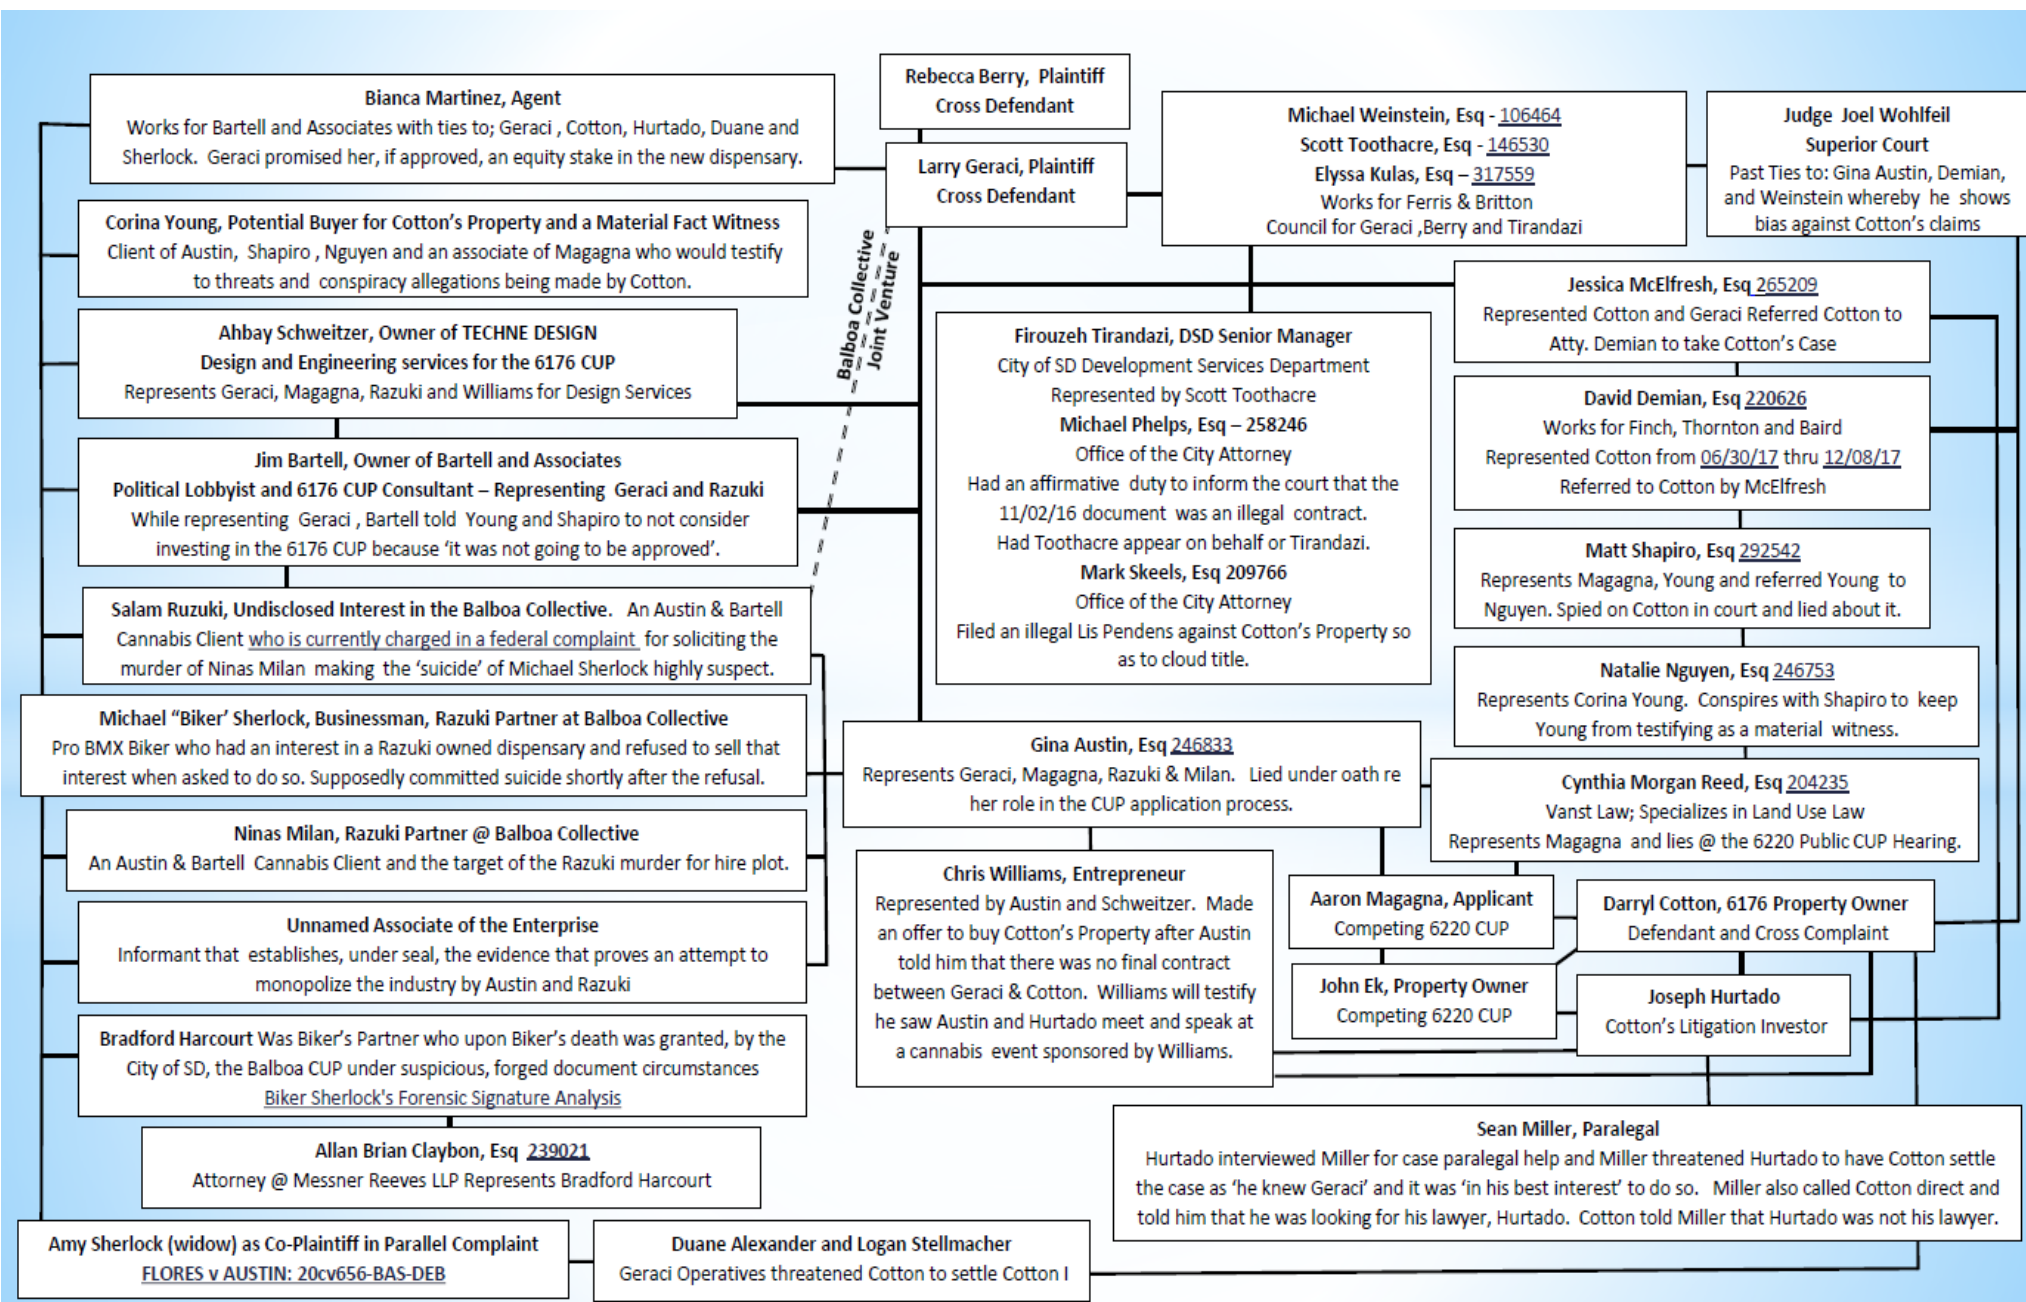 Rebecca Berry, Plaintiff
Cross Defendant
Bianca Martinez, Agent
Works for Bartell and Associates with ties to; Geraci , Cotton, Hurtado, Duane and
Sherlock. Geraci promised her, if approved, an equity stake in the new dispensary.
Larry Geraci, Plaintiff
Cross Defendant
Michael Weinstein, Esq - 106464
Scott Toothacre, Esq - 146530
Elyssa Kulas, Esq – 317559
Works for Ferris & Britton
Council for Geraci ,Berry and Tirandazi
Judge Joel Wohlfeil
Superior Court
Past Ties to: Gina Austin, Demian,
and Weinstein whereby he shows
bias against Cotton’s claims
Corina Young, Potential Buyer for Cotton’s Property and a Material Fact Witness
Client of Austin, Shapiro , Nguyen and an associate of Magagna who would testify
to threats and conspiracy allegations being made by Cotton.
Balboa Collective
Joint Venture
Ahbay Schweitzer, Owner of TECHNE DESIGN
Design and Engineering services for the 6176 CUP
Represents Geraci, Magagna, Razuki and Williams for Design Services
Jim Bartell, Owner of Bartell and Associates
Political Lobbyist and 6176 CUP Consultant – Representing Geraci and Razuki
While representing Geraci , Bartell told Young and Shapiro to not consider
investing in the 6176 CUP because ‘it was not going to be approved’.
Salam Ruzuki, Undisclosed Interest in the Balboa Collective. An Austin & Bartell
Cannabis Client who is currently charged in a federal complaint for soliciting the
murder of Ninas Milan making the ‘suicide’ of Michael Sherlock highly suspect.
Michael “Biker’ Sherlock, Businessman, Razuki Partner at Balboa Collective
Pro BMX Biker who had an interest in a Razuki owned dispensary and refused to sell that
interest when asked to do so. Supposedly committed suicide shortly after the refusal.
Ninas Milan, Razuki Partner @ Balboa Collective
An Austin & Bartell Cannabis Client and the target of the Razuki murder for hire plot.
Unnamed Associate of the Enterprise
Informant that establishes, under seal, the evidence that proves an attempt to
monopolize the industry by Austin and Razuki
Bradford Harcourt Was Biker’s Partner who upon Biker’s death was granted, by the
City of SD, the Balboa CUP under suspicious, forged document circumstances
Biker Sherlock's Forensic Signature Analysis
Allan Brian Claybon, Esq 239021
Attorney @ Messner Reeves LLP Represents Bradford Harcourt
Amy Sherlock (widow) as Co-Plaintiff in Parallel Complaint
FLORES v AUSTIN: 20cv656-BAS-DEB
Duane Alexander and Logan Stellmacher
Geraci Operatives threatened Cotton to settle Cotton I
Firouzeh Tirandazi, DSD Senior Manager
City of SD Development Services Department
Represented by Scott Toothacre
Michael Phelps, Esq – 258246
Office of the City Attorney
Had an affirmative duty to inform the court that the
11/02/16 document was an illegal contract.
Had Toothacre appear on behalf or Tirandazi.
Mark Skeels, Esq 209766
Office of the City Attorney
Filed an illegal Lis Pendens against Cotton’s Property so
as to cloud title.
Gina Austin, Esq 246833
Represents Geraci, Magagna, Razuki & Milan. Lied under oath re
her role in the CUP application process.
Chris Williams, Entrepreneur
Represented by Austin and Schweitzer. Made
an offer to buy Cotton’s Property after Austin
told him that there was no final contract
between Geraci & Cotton. Williams will testify
he saw Austin and Hurtado meet and speak at
a cannabis event sponsored by Williams.
Jessica McElfresh, Esq 265209
Represented Cotton and Geraci Referred Cotton to
Atty. Demian to take Cotton’s Case
David Demian, Esq 220626
Works for Finch, Thornton and Baird
Represented Cotton from 06/30/17 thru 12/08/17
Referred to Cotton by McElfresh
Matt Shapiro, Esq 292542
Represents Magagna, Young and referred Young to
Nguyen. Spied on Cotton in court and lied about it.
Natalie Nguyen, Esq 246753
Represents Corina Young. Conspires with Shapiro to keep
Young from testifying as a material witness.
Cynthia Morgan Reed, Esq 204235
Vanst Law; Specializes in Land Use Law
Represents Magagna and lies @ the 6220 Public CUP Hearing.
Aaron Magagna, Applicant
Competing 6220 CUP
Darryl Cotton, 6176 Property Owner
Defendant and Cross Complaint
John Ek, Property Owner
Competing 6220 CUP
Joseph Hurtado
Cotton’s Litigation Investor
Sean Miller, Paralegal
Hurtado interviewed Miller for case paralegal help and Miller threatened Hurtado to have Cotton settle
the case as ‘he knew Geraci’ and it was ‘in his best interest’ to do so. Miller also called Cotton direct and
told him that he was looking for his lawyer, Hurtado. Cotton told Miller that Hurtado was not his lawyer.